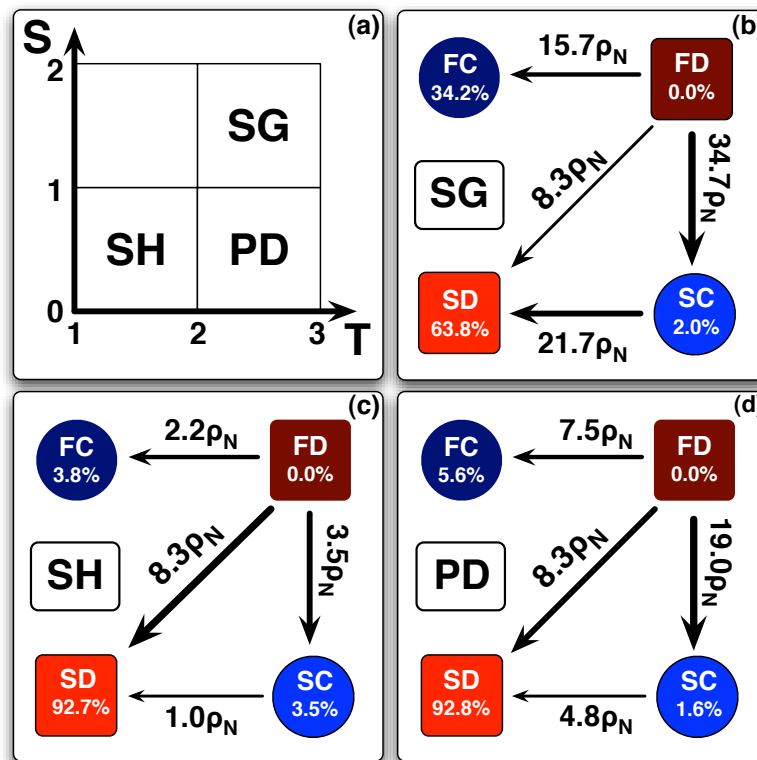 (a)
S
2
SG
1
SH PD
0
1 2 3 T
(b)
FC
34.2%
15.7ρN
FD
0.0%
8.3ρN
34.7ρN
SG
SD
63.8%
21.7ρN
SC
2.0%
(c)
FC
3.8%
2.2ρN
FD
0.0%
8.3ρN
3.5ρN
SH
SD
92.7%
1.0ρN
SC
3.5%
(d)
FC
5.6%
7.5ρN
FD
0.0%
8.3ρN
19.0ρN
PD
SD
92.8%
4.8ρN
SC
1.6%